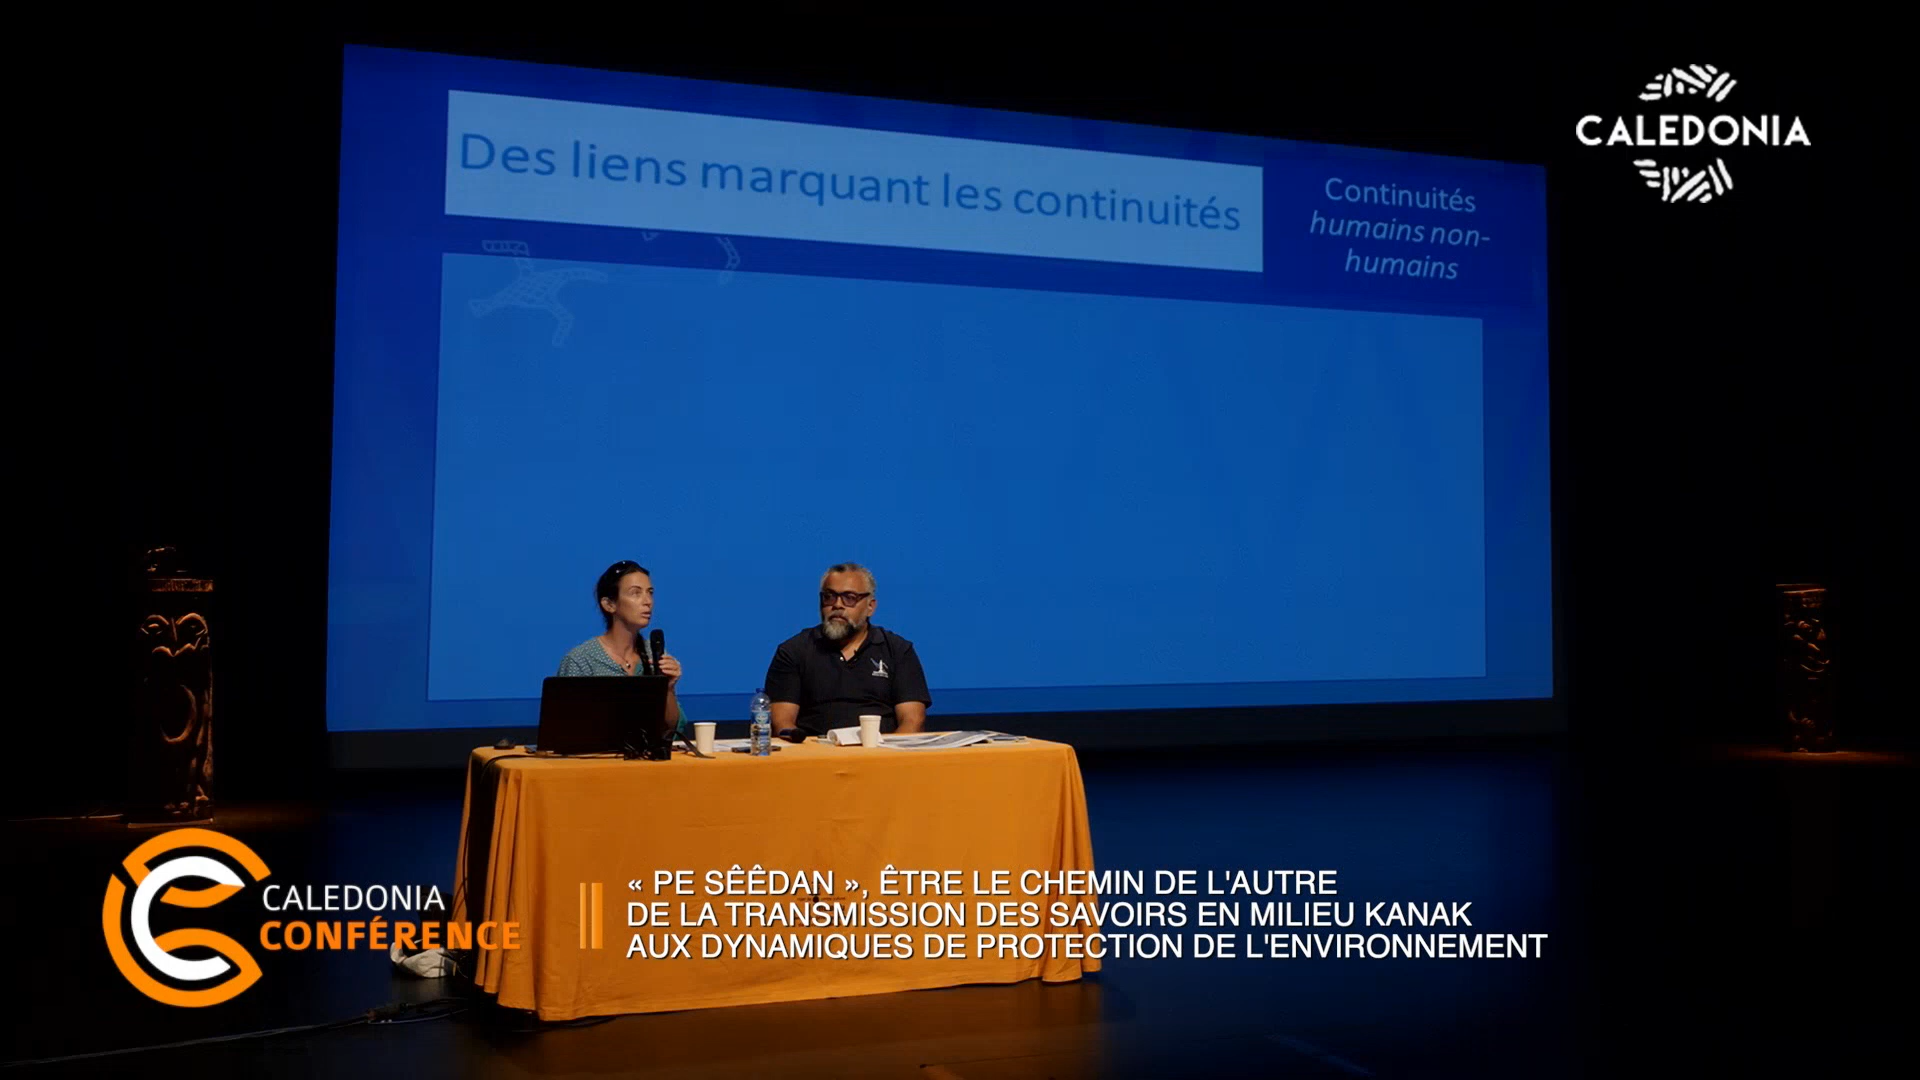 Des liens marquant les continuités
Continuités
humains non-
humains
CALEDONIA
CALEDONIA
CONFÉRENCE
« PE SÊÊDAN », ÊTRE LE CHEMIN DE L'AUTRE
DE LA TRANSMISSION DES SAVOIRS EN MILIEU KANAK
AUX DYNAMIQUES DE PROTECTION DE L'ENVIRONNEMENT